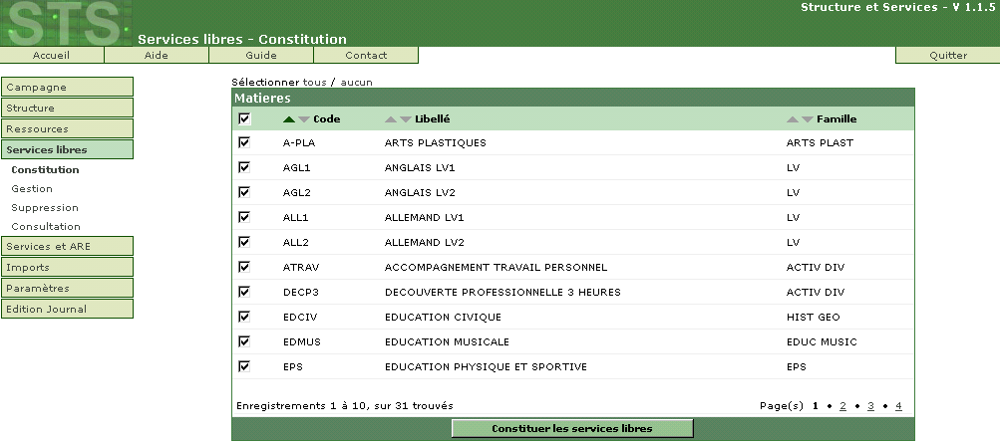 STS
Structure et Services - V 1.1.5
Services libres - Constitution
Accueil Aide Guide Contact Quitter
Campagne
Structure
Ressources
Services libres
Constitution
Gestion
Suppression
Consultation
Services et ARE
Imports
Paramètres
Edition Journal
Sélectionner tous / aucun
Matieres
Code Libellé Famille
A-PLA ARTS PLASTIQUES ARTS PLAST
AGL1 ANGLAIS LV1 LV
AGL2 ANGLAIS LV2 LV
ALL1 ALLEMAND LV1 LV
ALL2 ALLEMAND LV2 LV
ATRAV ACCOMPAGNEMENT TRAVAIL PERSONNEL ACTIV DIV
DECP3 DECOUVERTE PROFESSIONNELLE 3 HEURES ACTIV DIV
EDCIV EDUCATION CIVIQUE HIST GEO
EDMUS EDUCATION MUSICALE EDUC MUSIC
EPS EDUCATION PHYSIQUE ET SPORTIVE EPS
Enregistrements 1 à 10, sur 31 trouvés Page(s) 1 • 2 • 3 • 4
Constituer les services libres